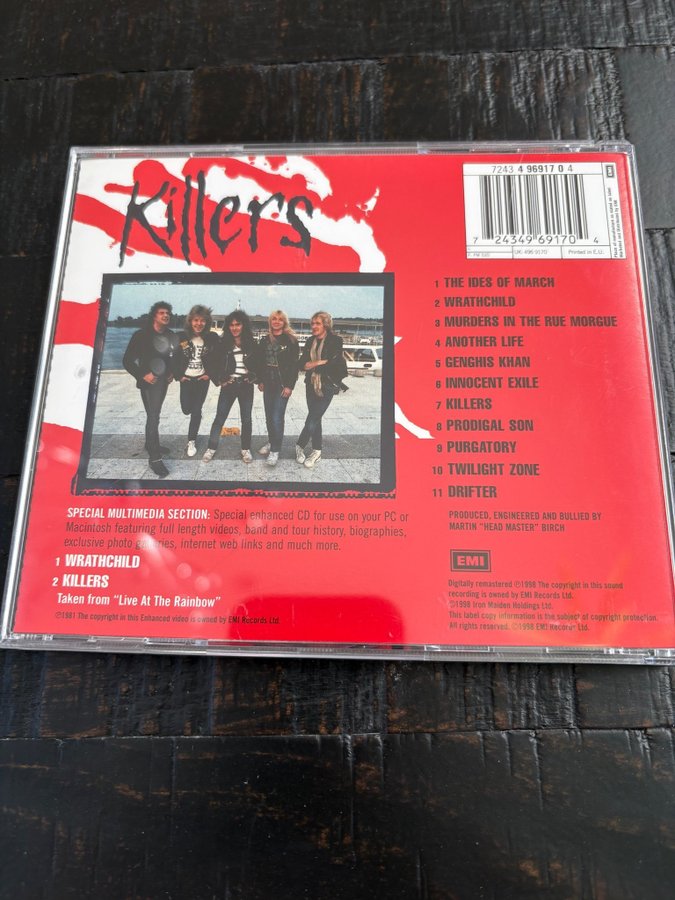 Killers
7243 4 96917 0 4
7 24349 69170 4
UK: 496 9170
Printed in E.U.
EMI
1 THE IDES OF MARCH
2 WRATHCHILD
3 MURDERS IN THE RUE MORGUE
4 ANOTHER LIFE
5 GENGHIS KHAN
6 INNOCENT EXILE
7 KILLERS
8 PRODIGAL SON
9 PURGATORY
10 TWILIGHT ZONE
11 DRIFTER
PRODUCED, ENGINEERED AND BULLIED BY
MARTIN "HEAD MASTER" BIRCH
SPECIAL MULTIMEDIA SECTION: Special enhanced CD for use on your PC or
Macintosh featuring full length videos, band and tour history, biographies,
exclusive photo galleries, internet web links and much more.
1 WRATHCHILD
2 KILLERS
Taken from "Live At The Rainbow"
℗1981 The copyright in this Enhanced video is owned by EMI Records Ltd.
EMI
Digitally remastered ℗1998 The copyright in this sound
recording is owned by EMI Records Ltd.
©1998 Iron Maiden Holdings Ltd.
This label copy information is the subject of copyright protection.
All rights reserved. ©1998 EMI Records Ltd.